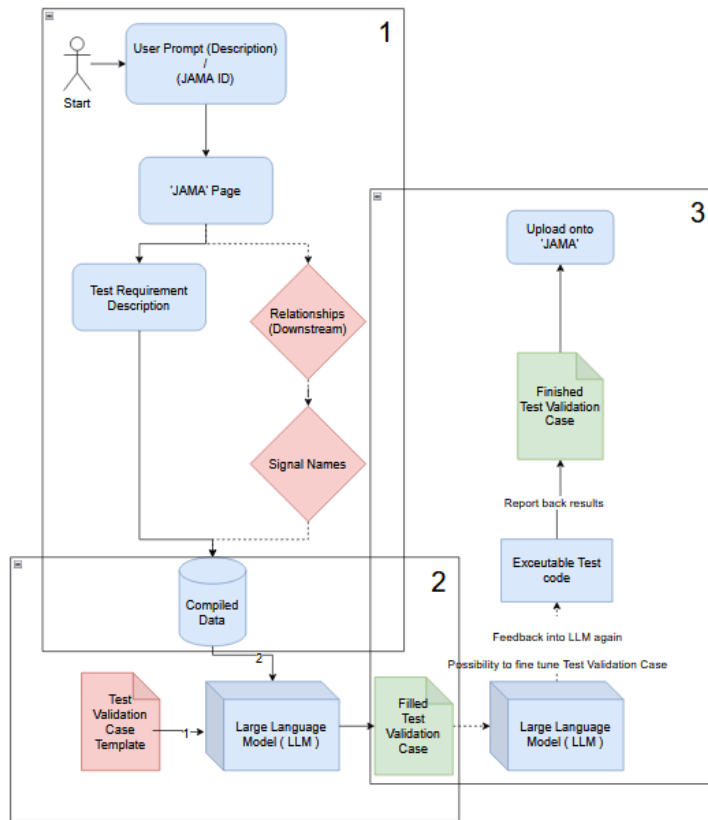 1
User Prompt (Description)
/
(JAMA ID)
Start
'JAMA' Page
Test Requirement
Description
Relationships
(Downstream)
Signal Names
2
Compiled
Data
2
Test
Validation
Case
Template
1
Large Language
Model ( LLM )
Filled
Test
Validation
Case
3
Upload onto
'JAMA'
Finished
Test Validation
Case
Report back results
Exceutable Test
code
Feedback into LLM again
Possibility to fine tune Test Validation Case
Large Language
Model ( LLM )